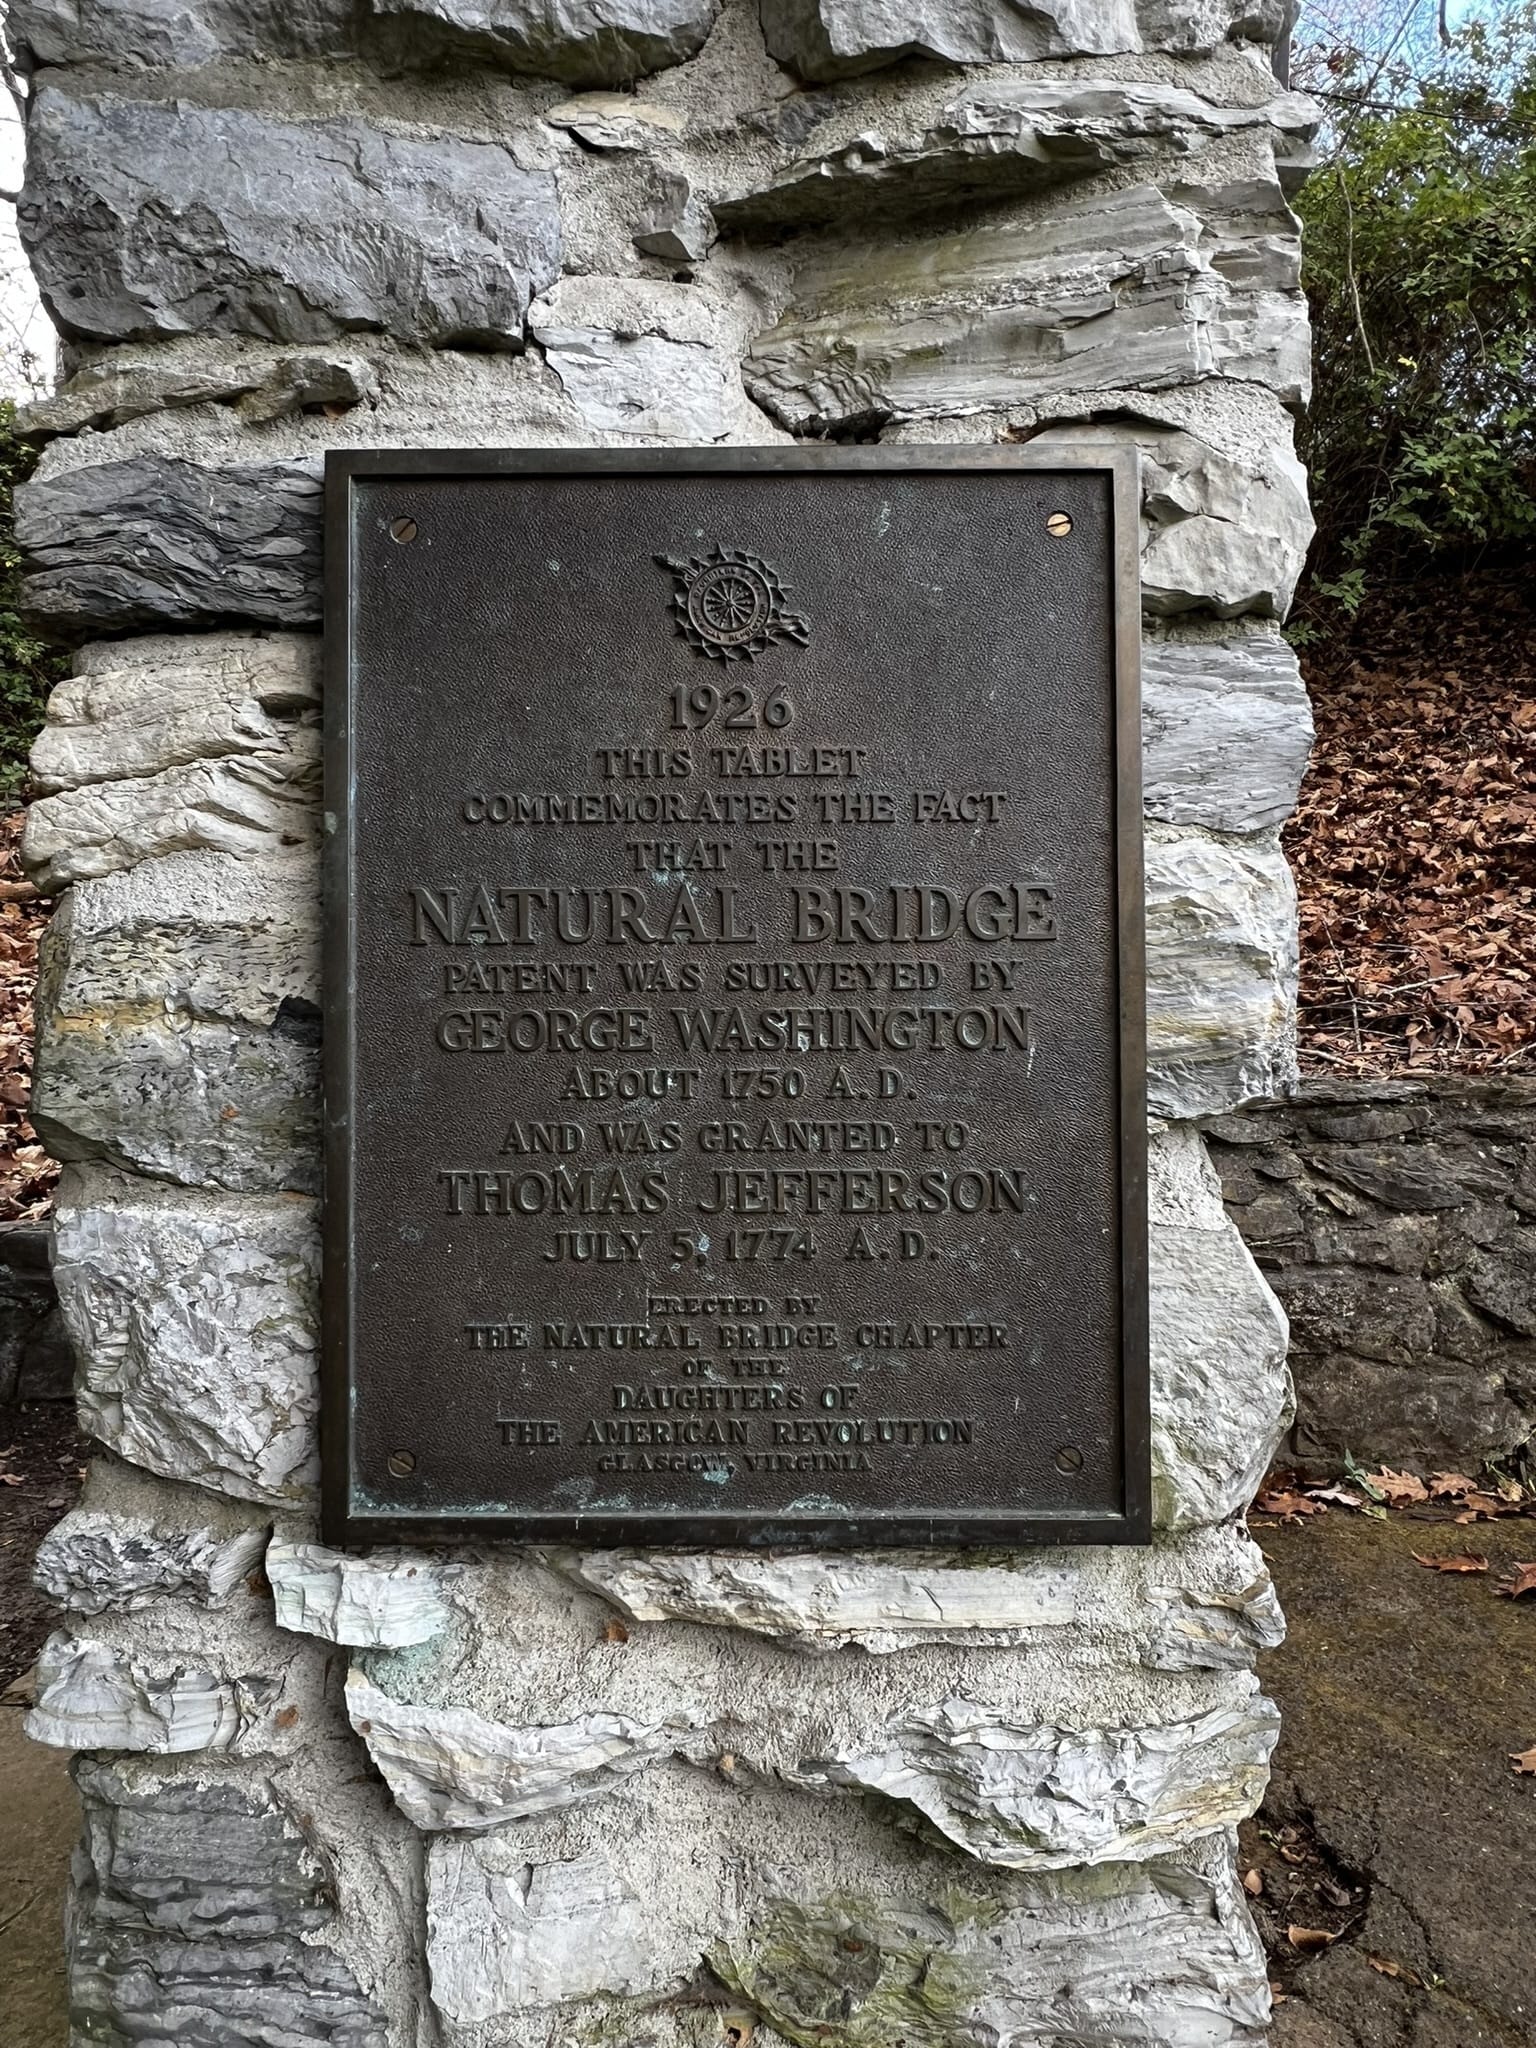 1926
THIS TABLET
COMMEMORATES THE FACT
THAT THE
NATURAL BRIDGE
PATENT WAS SURVEYED BY
GEORGE WASHINGTON
ABOUT 1750 A. D.
AND WAS GRANTED TO
THOMAS JEFFERSON
JULY 5, 1774 A. D.
ERECTED BY
THE NATURAL BRIDGE CHAPTER
OF THE
DAUGHTERS OF
THE AMERICAN REVOLUTION
GLASGOW, VIRGINIA